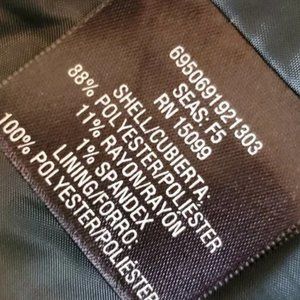 6950691921303
SEAS: F5
RN 15099
SHELL/CUBIERTA:
88% POLYESTER/POLIESTER
11% RAYON/RAYÓN
1% SPANDEX
LINING/FORRO:
100% POLYESTER/POLIÉSTER